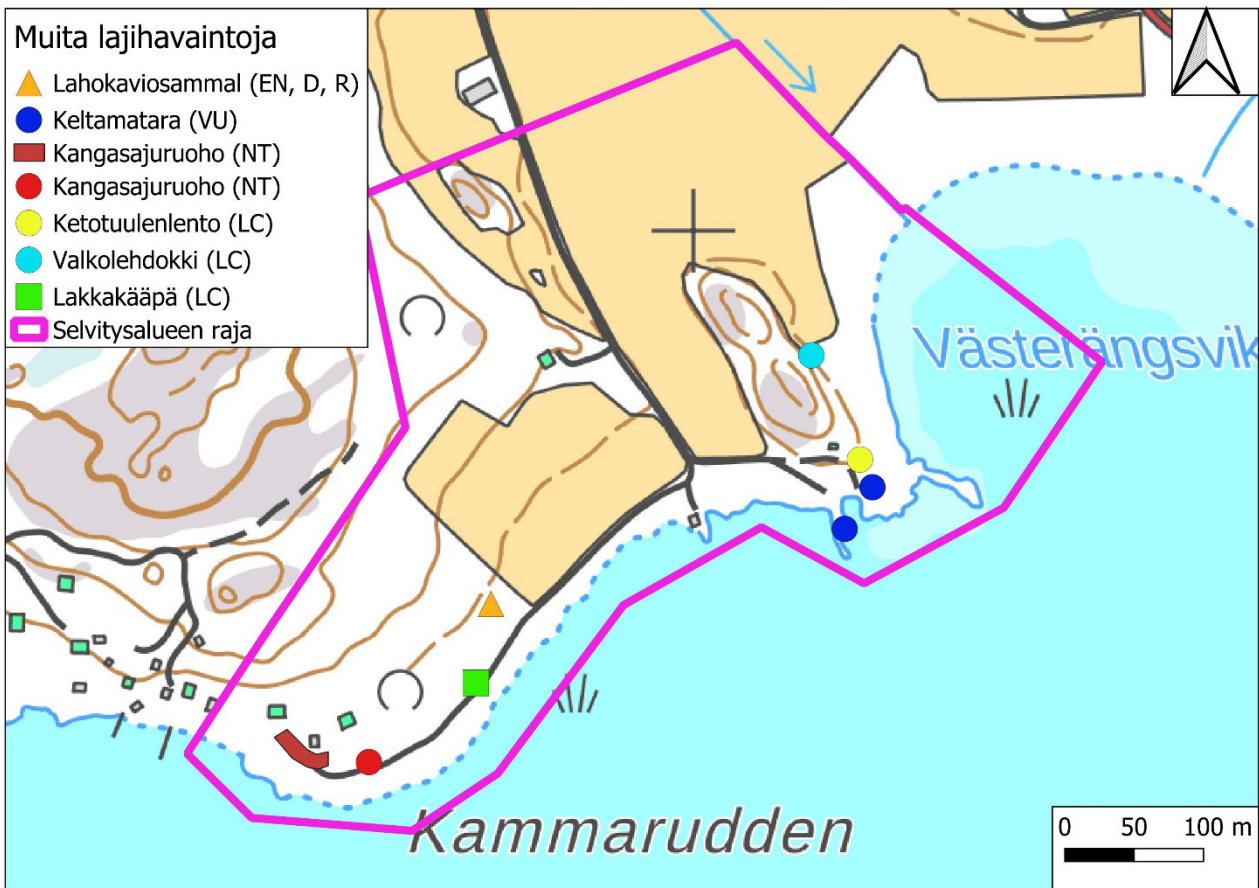 Muita lajihavaintoja
Lahokaviosammal (EN, D, R)
Keltamatara (VU)
Kangasajuruoho (NT)
Kangasajuruoho (NT)
Ketotuulenlento (LC)
Valkolehdokki (LC)
Lakkakääpä (LC)
Selvitysalueen raja
Västerängsvik
Kammarudden
0 50 100 m